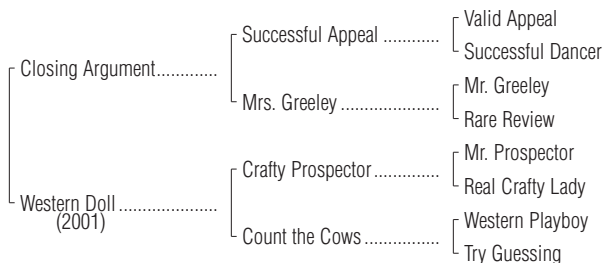 Valid Appeal
Successful Appeal ............
Successful Dancer
Closing Argument.............
Mr. Greeley
Mrs. Greeley .....................
Rare Review
Mr. Prospector
Crafty Prospector..............
Real Crafty Lady
Western Doll .....................
(2001)
Western Playboy
Count the Cows ................
Try Guessing